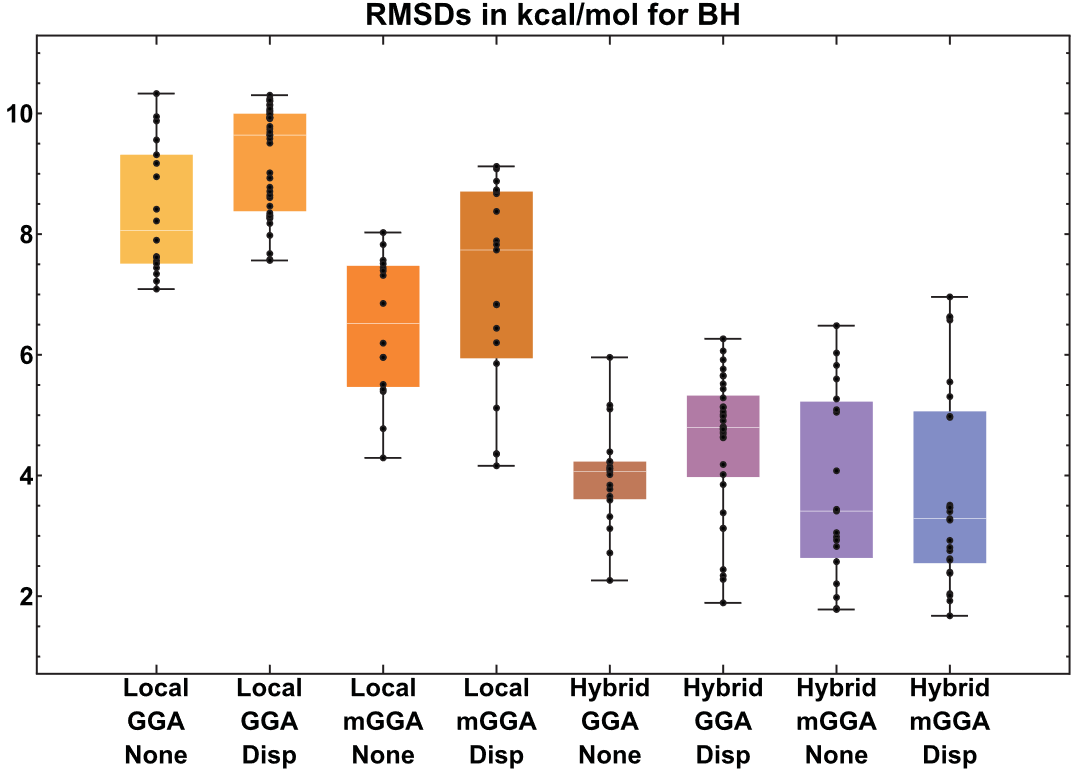 RMSDs in kcal/mol for BH
10
8
6
4
2
Local Local Local Local Hybrid Hybrid Hybrid Hybrid
GGA GGA mGGA mGGA GGA GGA mGGA mGGA
None Disp None Disp None Disp None Disp